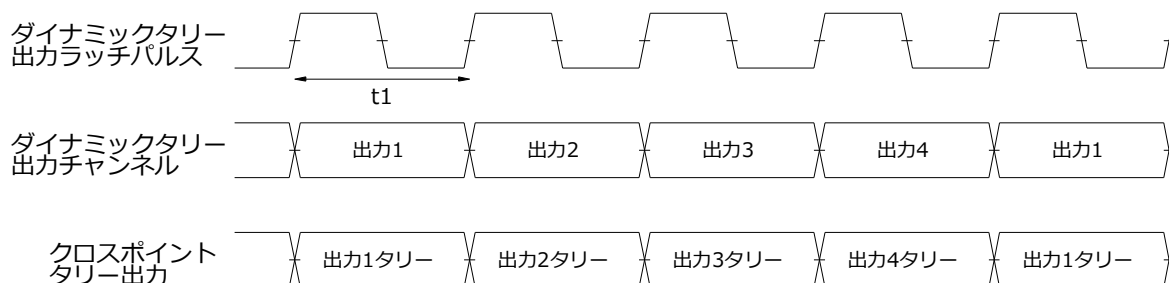 ダイナミックタリー
出力ラッチパルス
t1
ダイナミックタリー
出力チャンネル
出力1
出力2
出力3
出力4
出力1
クロスポイント
タリー出力
出力1タリー
出力2タリー
出力3タリー
出力4タリー
出力1タリー